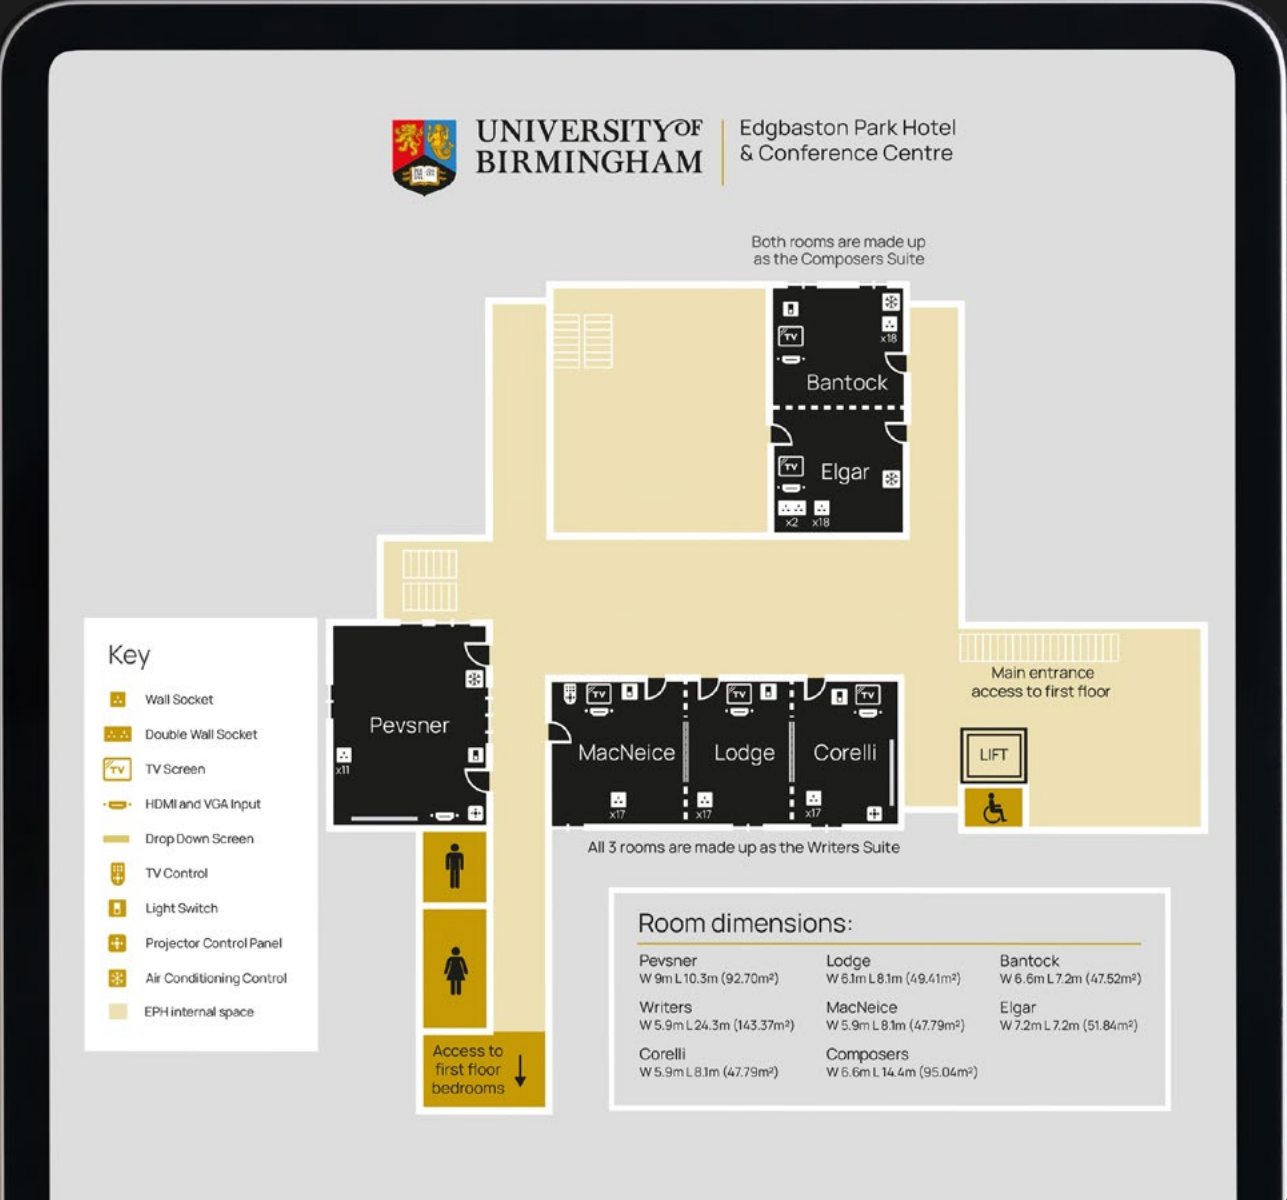 UNIVERSITY OF
BIRMINGHAM
Edgbaston Park Hotel
& Conference Centre
Both rooms are made up
as the Composers Suite
TV
x18
Bantock
TV
Elgar
x2
x18
Key
Wall Socket
Double Wall Socket
TV
TV Screen
HDMI and VGA Input
Drop Down Screen
TV Control
Light Switch
Projector Control Panel
Air Conditioning Control
EPH internal space
Pevsner
x11
TV
MacNeice
x17
TV
Lodge
x17
TV
Corelli
x17
Main entrance
access to first floor
LIFT
All 3 rooms are made up as the Writers Suite
Access to
first floor
bedrooms
Room dimensions:
Pevsner
W 9m L 10.3m (92.70m²)
Lodge
W 6.1m L 8.1m (49.41m²)
Bantock
W 6.6m L 7.2m (47.52m²)
Writers
W 5.9m L 24.3m (143.37m²)
MacNeice
W 5.9m L 8.1m (47.79m²)
Elgar
W 7.2m L 7.2m (51.84m²)
Corelli
W 5.9m L 8.1m (47.79m²)
Composers
W 6.6m L 14.4m (95.04m²)